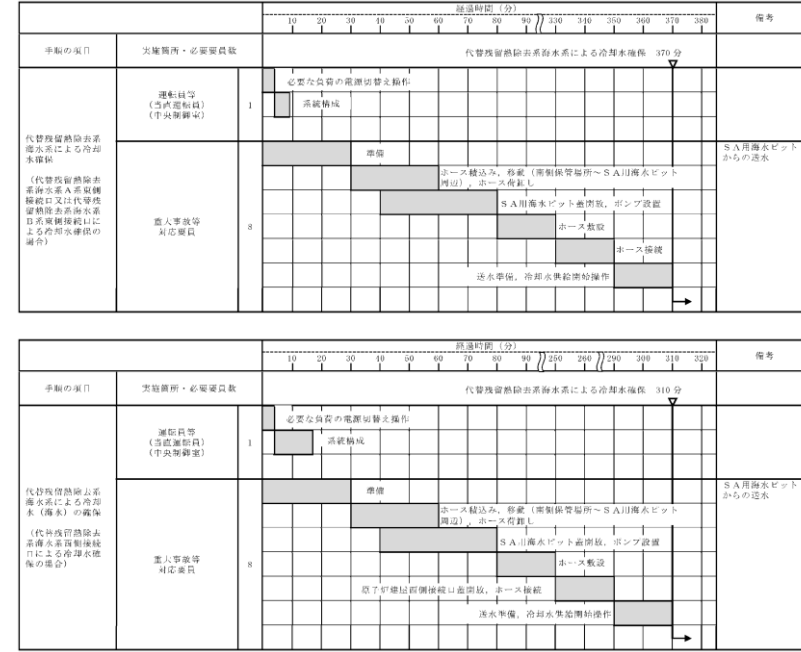 経過時間（分）
10 20 30 40 50 60 70 80 90 330 340 350 360 370 380
備考
手順の項目
実施箇所・必要要員数
代替残留熱除去系海水系による冷却水確保 370分
代替残留熱除去系
海水系による冷却
水確保
（代替残留熱除去
系海水系Ａ系東側
接続口又は代替残
留熱除去系海水系
Ｂ系東側接続口に
よる冷却水確保の
場合）
運転員等
（当直運転員）
（中央制御室）
1
必要な負荷の電源切替え操作
系統構成
重大事故等
対応要員
8
準備
ホース積込み，移動（南側保管場所～ＳＡ用海水ピット
周辺），ホース荷卸し
ＳＡ用海水ピット蓋開放，ポンプ設置
ホース敷設
ホース接続
送水準備，冷却水供給開始操作
ＳＡ用海水ピット
からの送水
経過時間（分）
10 20 30 40 50 60 70 80 90 250 260 290 300 310 320
備考
手順の項目
実施箇所・必要要員数
代替残留熱除去系海水系による冷却水確保 310分
代替残留熱除去系
海水系による冷却
水（海水）の確保
（代替残留熱除去
系海水系西側接続
口による冷却水確
保の場合）
運転員等
（当直運転員）
（中央制御室）
1
必要な負荷の電源切替え操作
系統構成
重大事故等
対応要員
8
準備
ホース積込み，移動（南側保管場所～ＳＡ用海水ピット
周辺），ホース荷卸し
ＳＡ用海水ピット蓋開放，ポンプ設置
ホース敷設
原子炉建屋西側接続口蓋開放，ホース接続
送水準備，冷却水供給開始操作
ＳＡ用海水ピット
からの送水